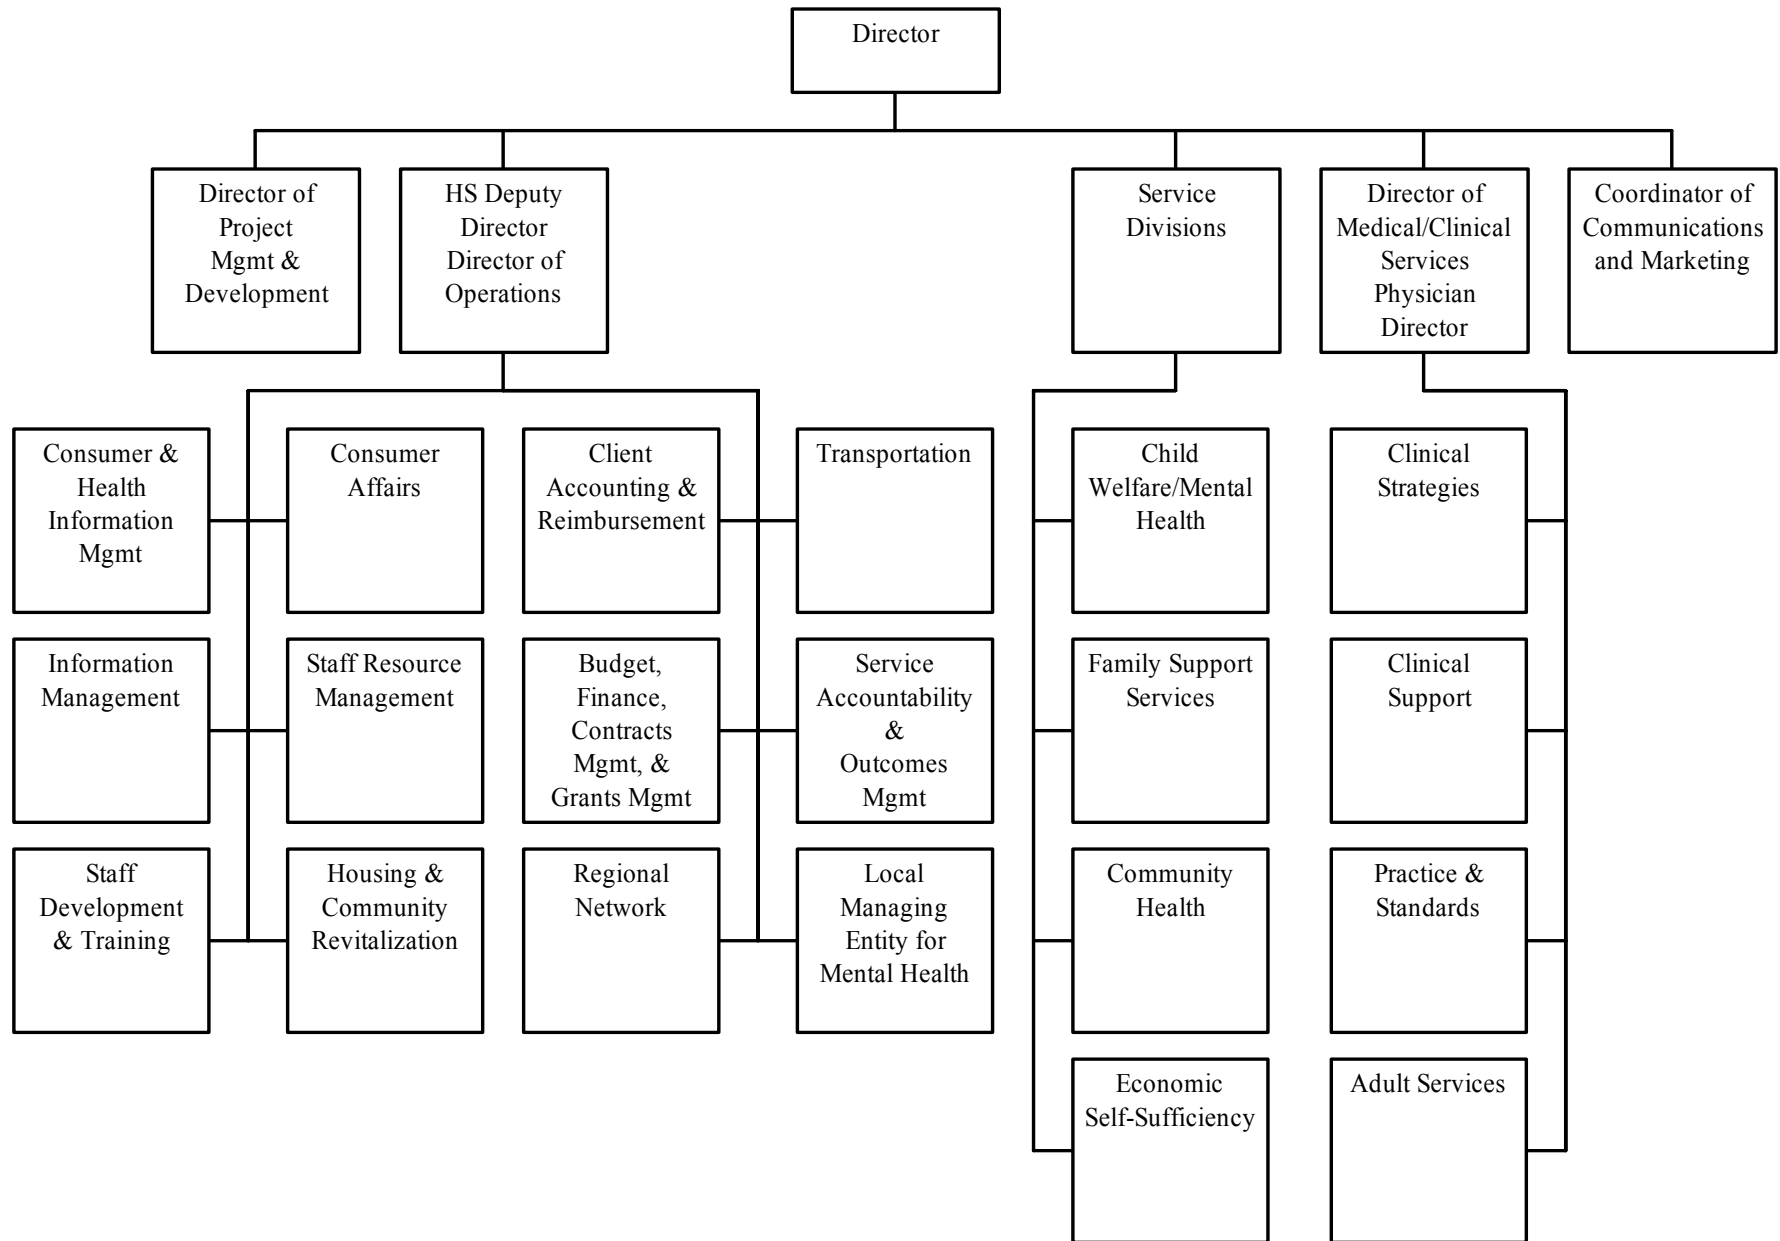 Director
Director of
Project
Mgmt &
Development
HS Deputy
Director
Director of
Operations
Service
Divisions
Director of
Medical/Clinical
Services
Physician
Director
Coordinator of
Communications
and Marketing
Consumer &
Health
Information
Mgmt
Consumer
Affairs
Client
Accounting &
Reimbursement
Transportation
Child
Welfare/Mental
Health
Clinical
Strategies
Information
Management
Staff Resource
Management
Budget,
Finance,
Contracts
Mgmt, &
Grants Mgmt
Service
Accountability
&
Outcomes
Mgmt
Family Support
Services
Clinical
Support
Staff
Development
& Training
Housing &
Community
Revitalization
Regional
Network
Local
Managing
Entity for
Mental Health
Community
Health
Practice &
Standards
Economic
Self-Sufficiency
Adult Services